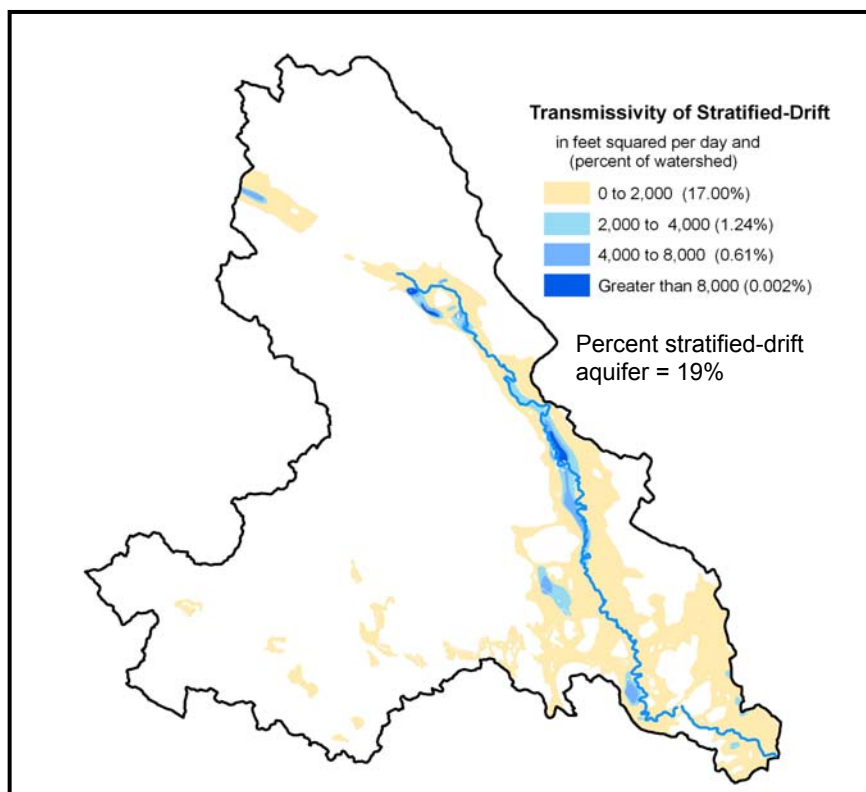 Transmissivity of Stratified-Drift
in feet squared per day and
(percent of watershed)
0 to 2,000 (17.00%)
2,000 to 4,000 (1.24%)
4,000 to 8,000 (0.61%)
Greater than 8,000 (0.002%)
Percent stratified-drift
aquifer = 19%